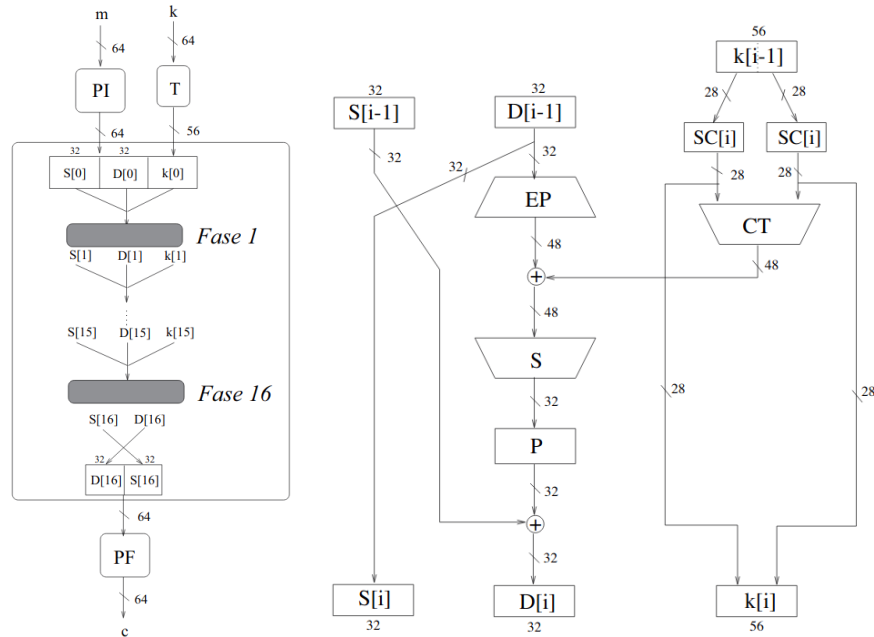 m k
64 64
PI T
64 56
32 32
S[0] D[0] k[0]
Fase 1
S[1] D[1] k[1]
S[15] D[15] k[15]
Fase 16
S[16] D[16]
32 32
D[16] S[16]
64
PF
64
c
32 32
S[i-1] D[i-1]
32 32 32
EP
48
+
48
S
32
P
32
+
32
S[i] D[i]
32 32
56
k[i-1]
28 28
SC[i] SC[i]
28 28
CT
48
28 28
k[i]
56